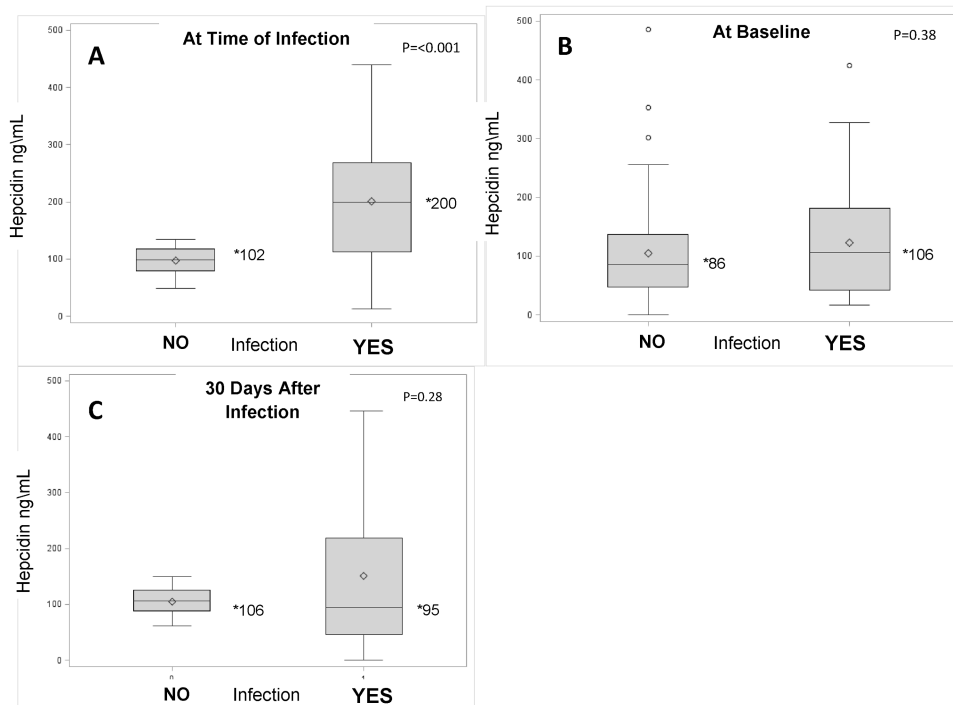 A
At Time of Infection
P=<0.001
Hepcidin ng\mL
500
400
300
200
100
0
*102
*200
NO
Infection
YES
B
At Baseline
P=0.38
Hepcidin ng\mL
500
400
300
200
100
0
*86
*106
NO
Infection
YES
C
30 Days After
Infection
P=0.28
Hepcidin ng\mL
500
400
300
200
100
0
*106
*95
NO
Infection
YES